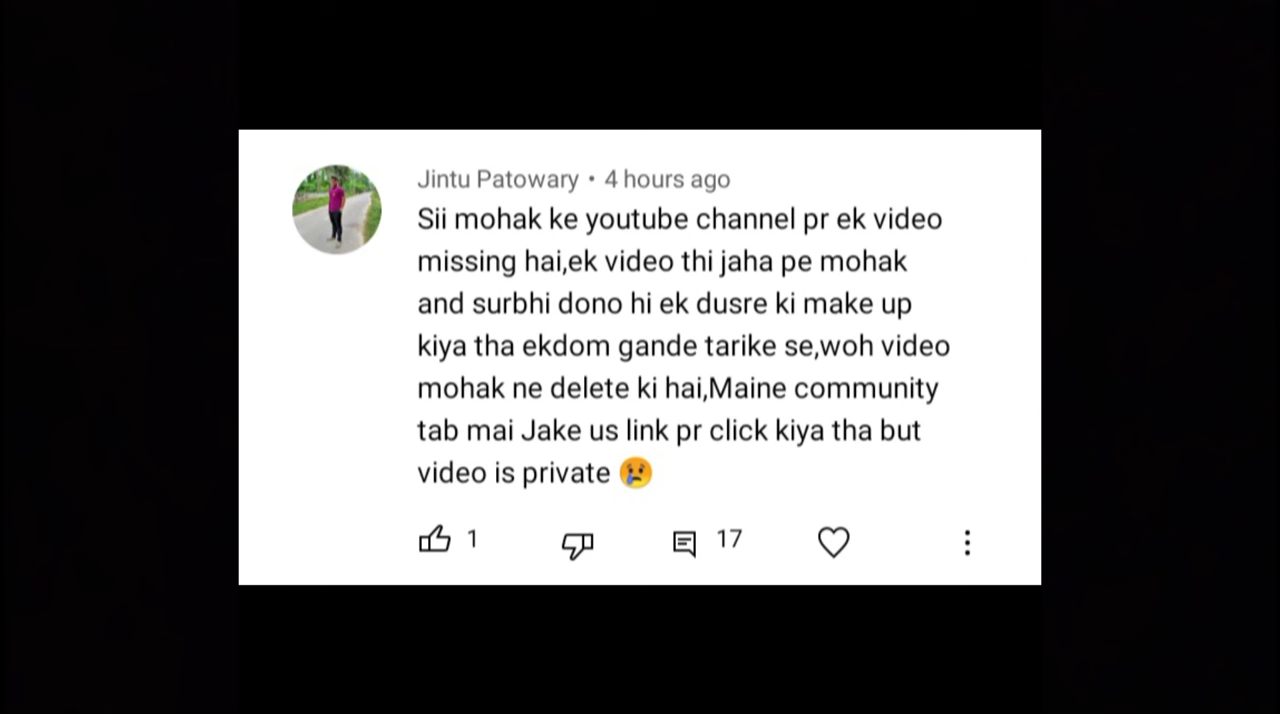 Jintu Patowary • 4 hours ago
Sii mohak ke youtube channel pr ek video
missing hai,ek video thi jaha pe mohak
and surbhi dono hi ek dusre ki make up
kiya tha ekdom gande tarike se,woh video
mohak ne delete ki hai,Maine community
tab mai Jake us link pr click kiya tha but
video is private 😢
1 17